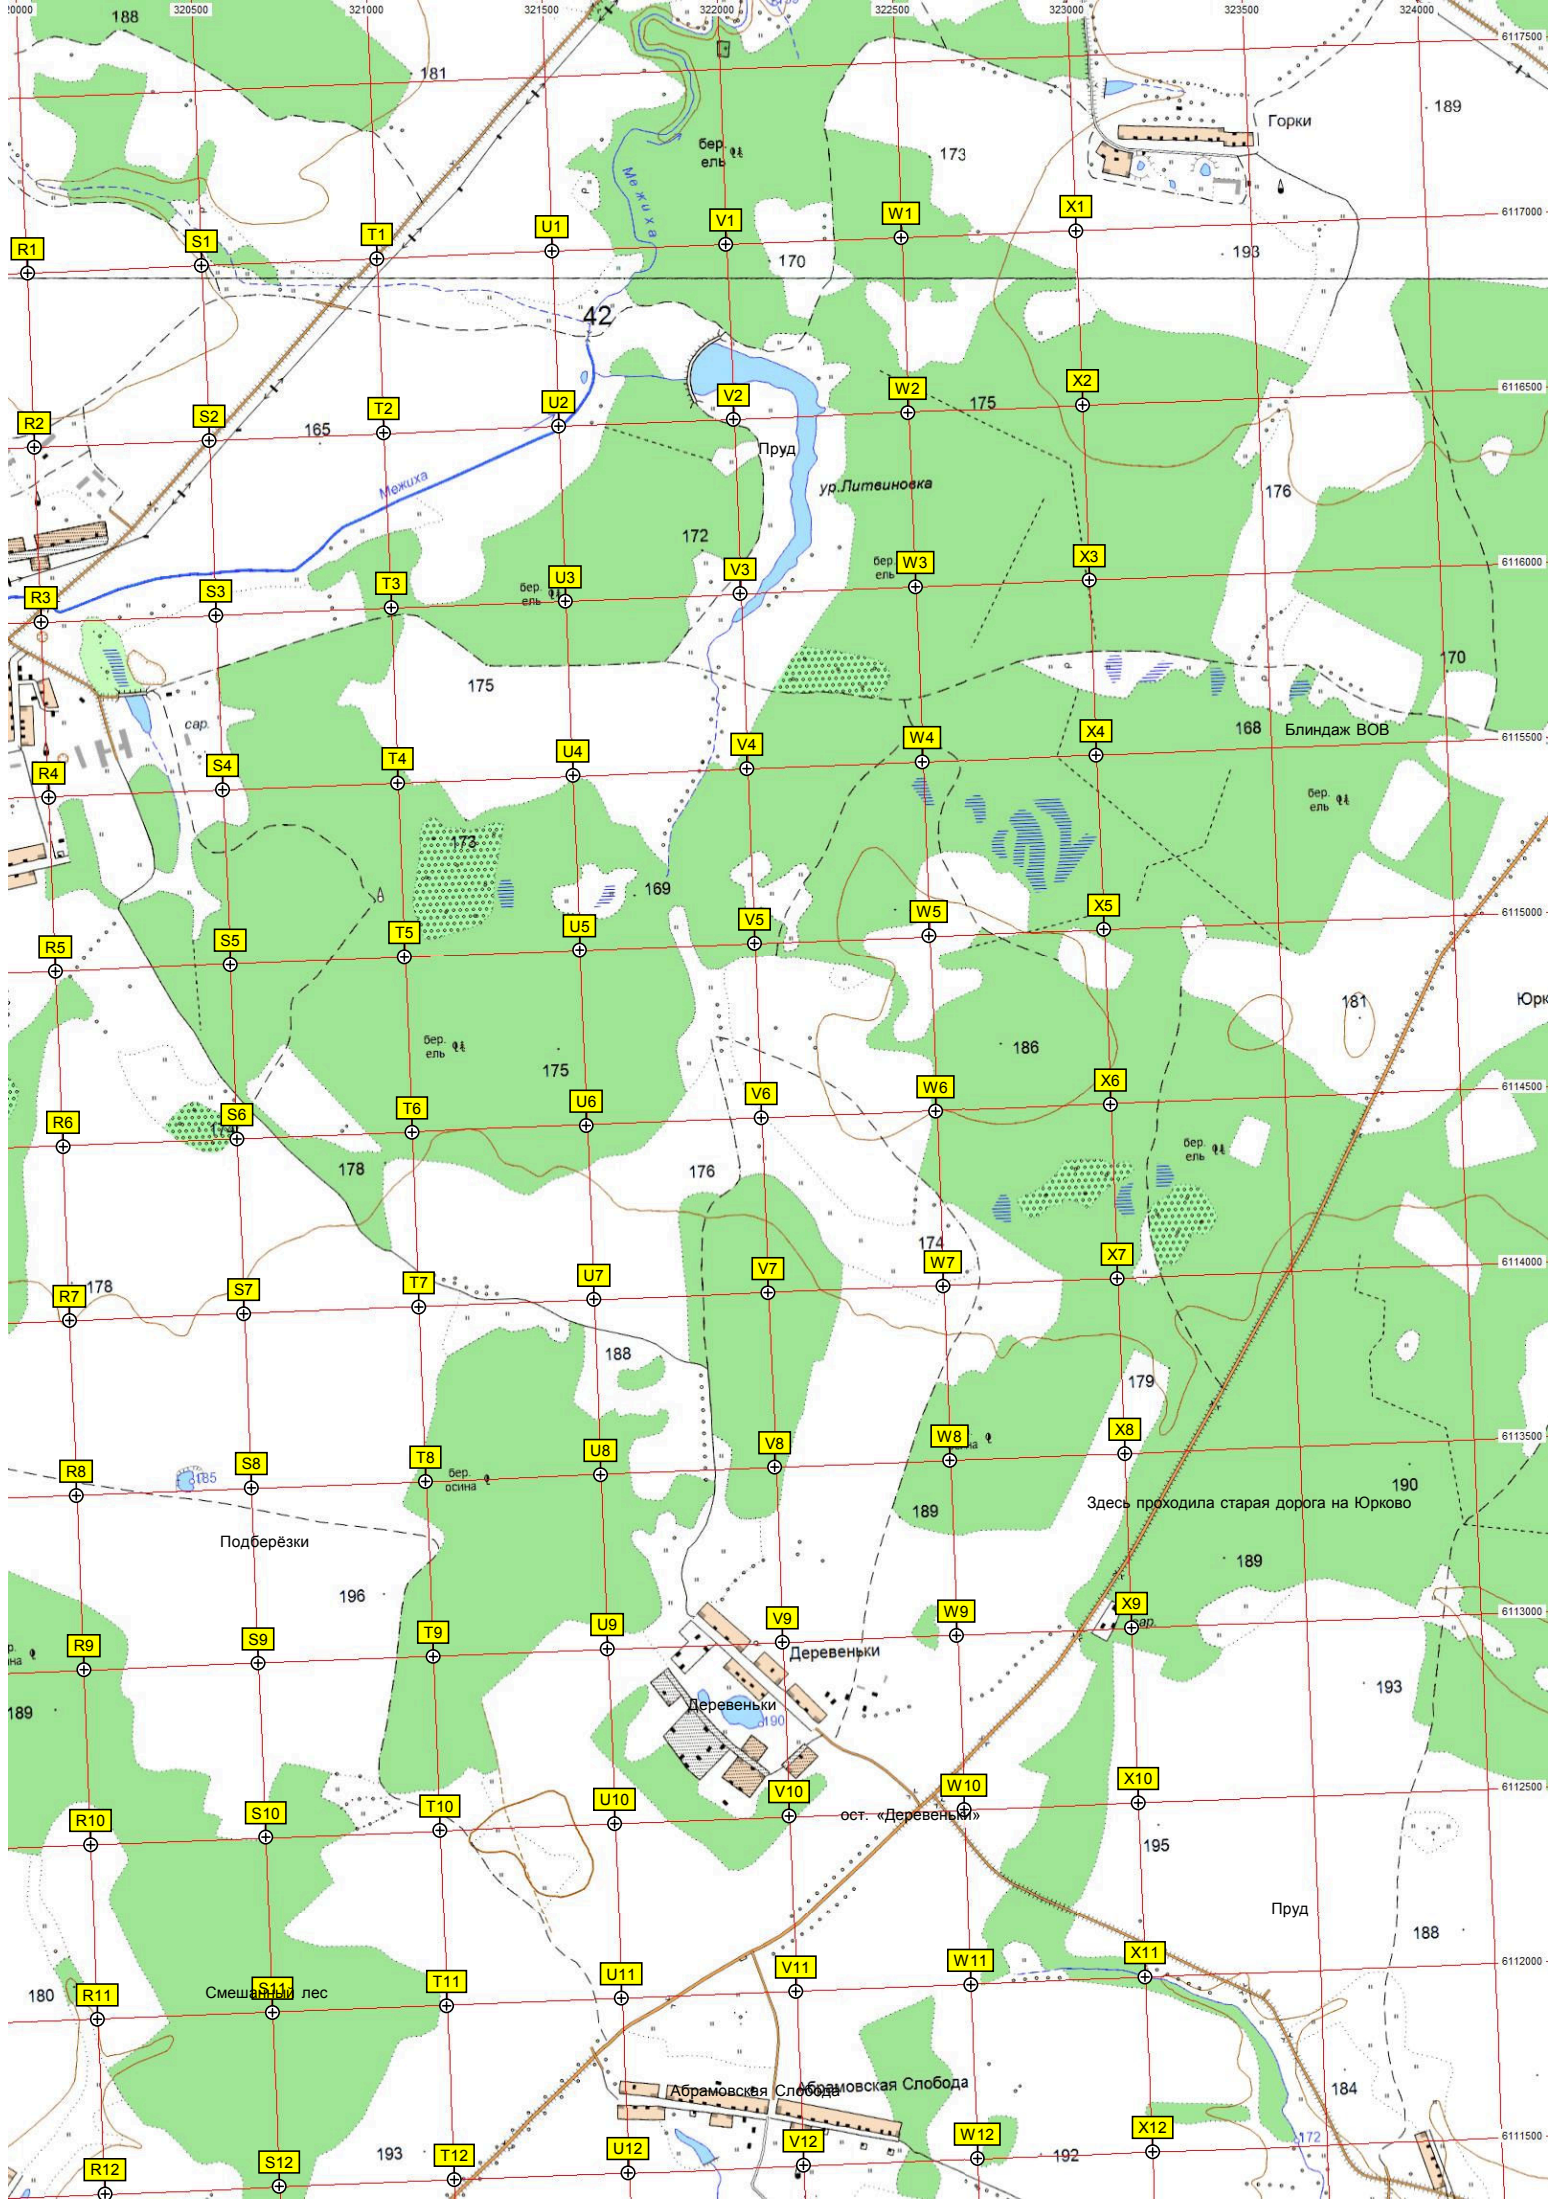 320500 321000 321500 322000 322500 323000 323500 324000
188
6117500
181
189
Горки
бер.
ель
173
Межиха
6117000
R1 S1 T1 U1 V1 W1 X1
193
170
42
6116500
R2 S2 T2 U2 V2 W2 X2
175
165
Пруд
Межиха
ур.Литвиновка
176
172
6116000
бер.
ель
бер.
ель
R3 S3 T3 U3 V3 W3 X3
170
175
сар.
168
Блиндаж ВОВ
6115500
R4 S4 T4 U4 V4 W4 X4
бер.
ель
173
169
6115000
R5 S5 T5 U5 V5 W5 X5
181
Юрк
бер.
ель
175
186
6114500
R6 S6 T6 U6 V6 W6 X6
бер.
ель
178
176
174
6114000
R7 S7 T7 U7 V7 W7 X7
178
188
179
6113500
R8 S8 T8 U8 V8 W8 X8
185
бер.
осина
190
Здесь проходила старая дорога на Юрково
189
Подберёзки
189
196
6113000
R9 S9 T9 U9 V9 W9 X9
сар.
Деревеньки
189
193
Деревеньки
190
6112500
R10 S10 T10 U10 V10 W10 X10
ост. «Деревеньки»
195
Пруд
188
6112000
R11 S11 T11 U11 V11 W11 X11
180
Смешанный лес
184
Абрамовская Слобода
Абрамовская Слобода
6111500
R12 S12 T12 U12 V12 W12 X12
193
192
172